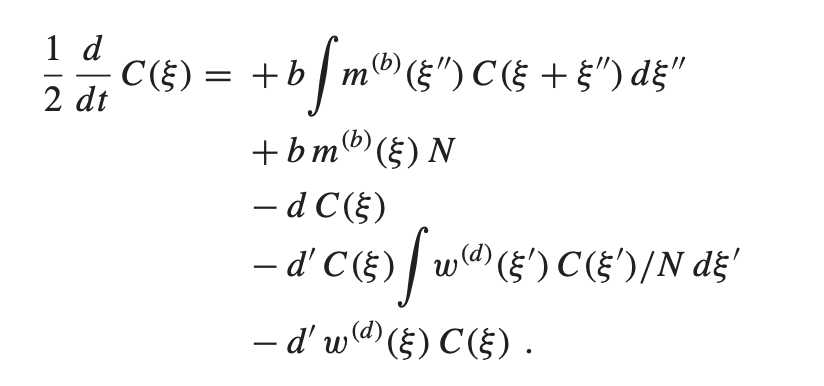 1/2 d/dt C(ξ) = + b ∫ m⁽ᵇ⁾(ξ″) C(ξ + ξ″) dξ″
+ b m⁽ᵇ⁾(ξ) N
− d C(ξ)
− d′ C(ξ) ∫ w⁽ᵈ⁾(ξ′) C(ξ′)/N dξ′
− d′ w⁽ᵈ⁾(ξ) C(ξ) .